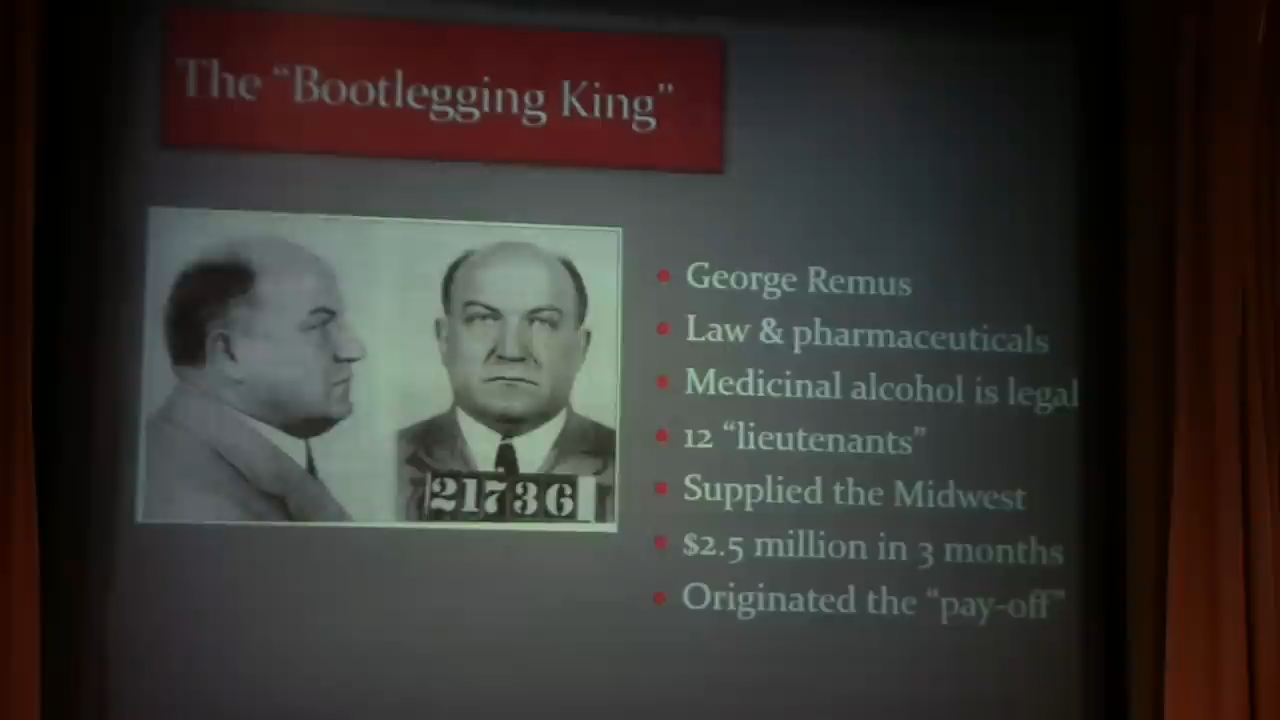 The “Bootlegging King”
George Remus
Law & pharmaceuticals
Medicinal alcohol is legal
12 “lieutenants”
Supplied the Midwest
$2.5 million in 3 months
Originated the “pay-off”
21736